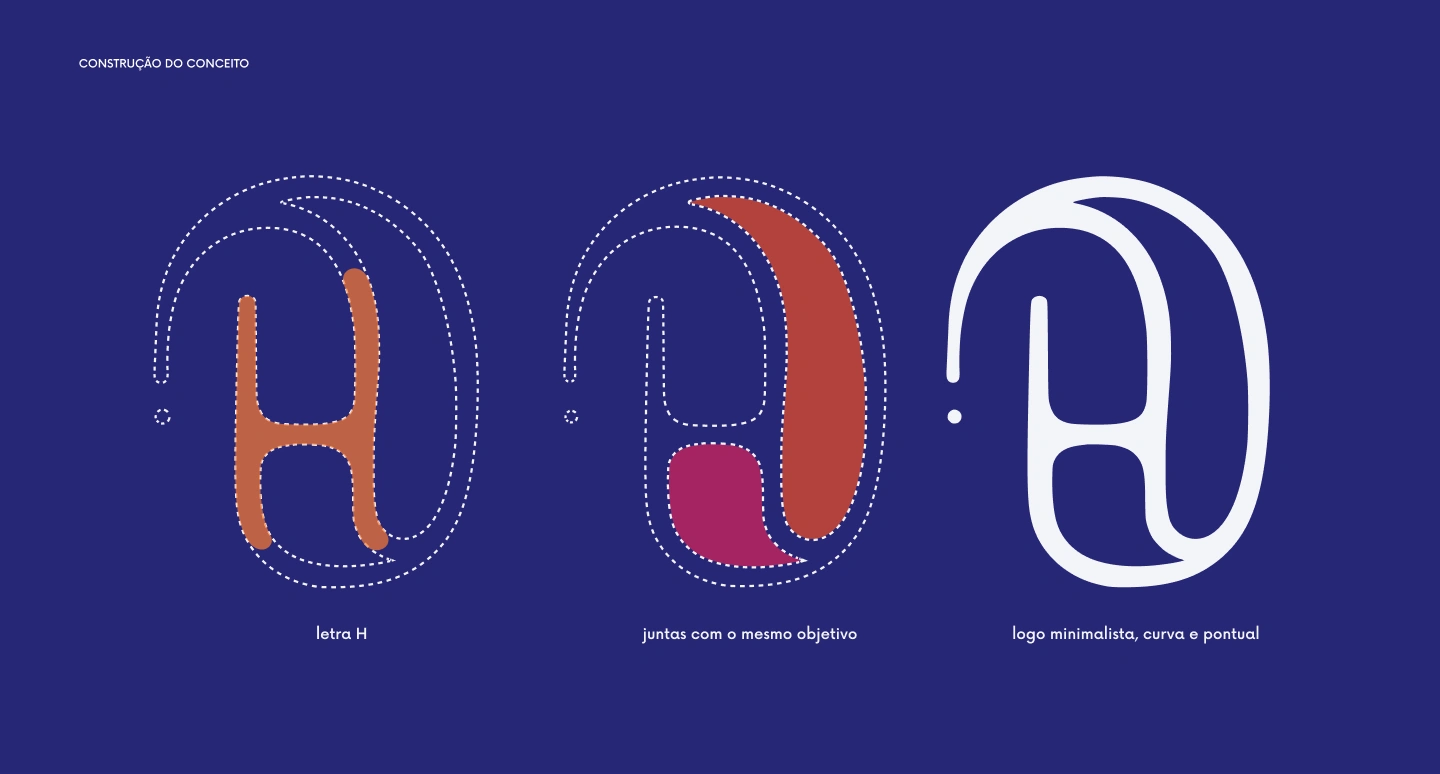 CONSTRUÇÃO DO CONCEITO
letra H
juntas com o mesmo objetivo
logo minimalista, curva e pontual